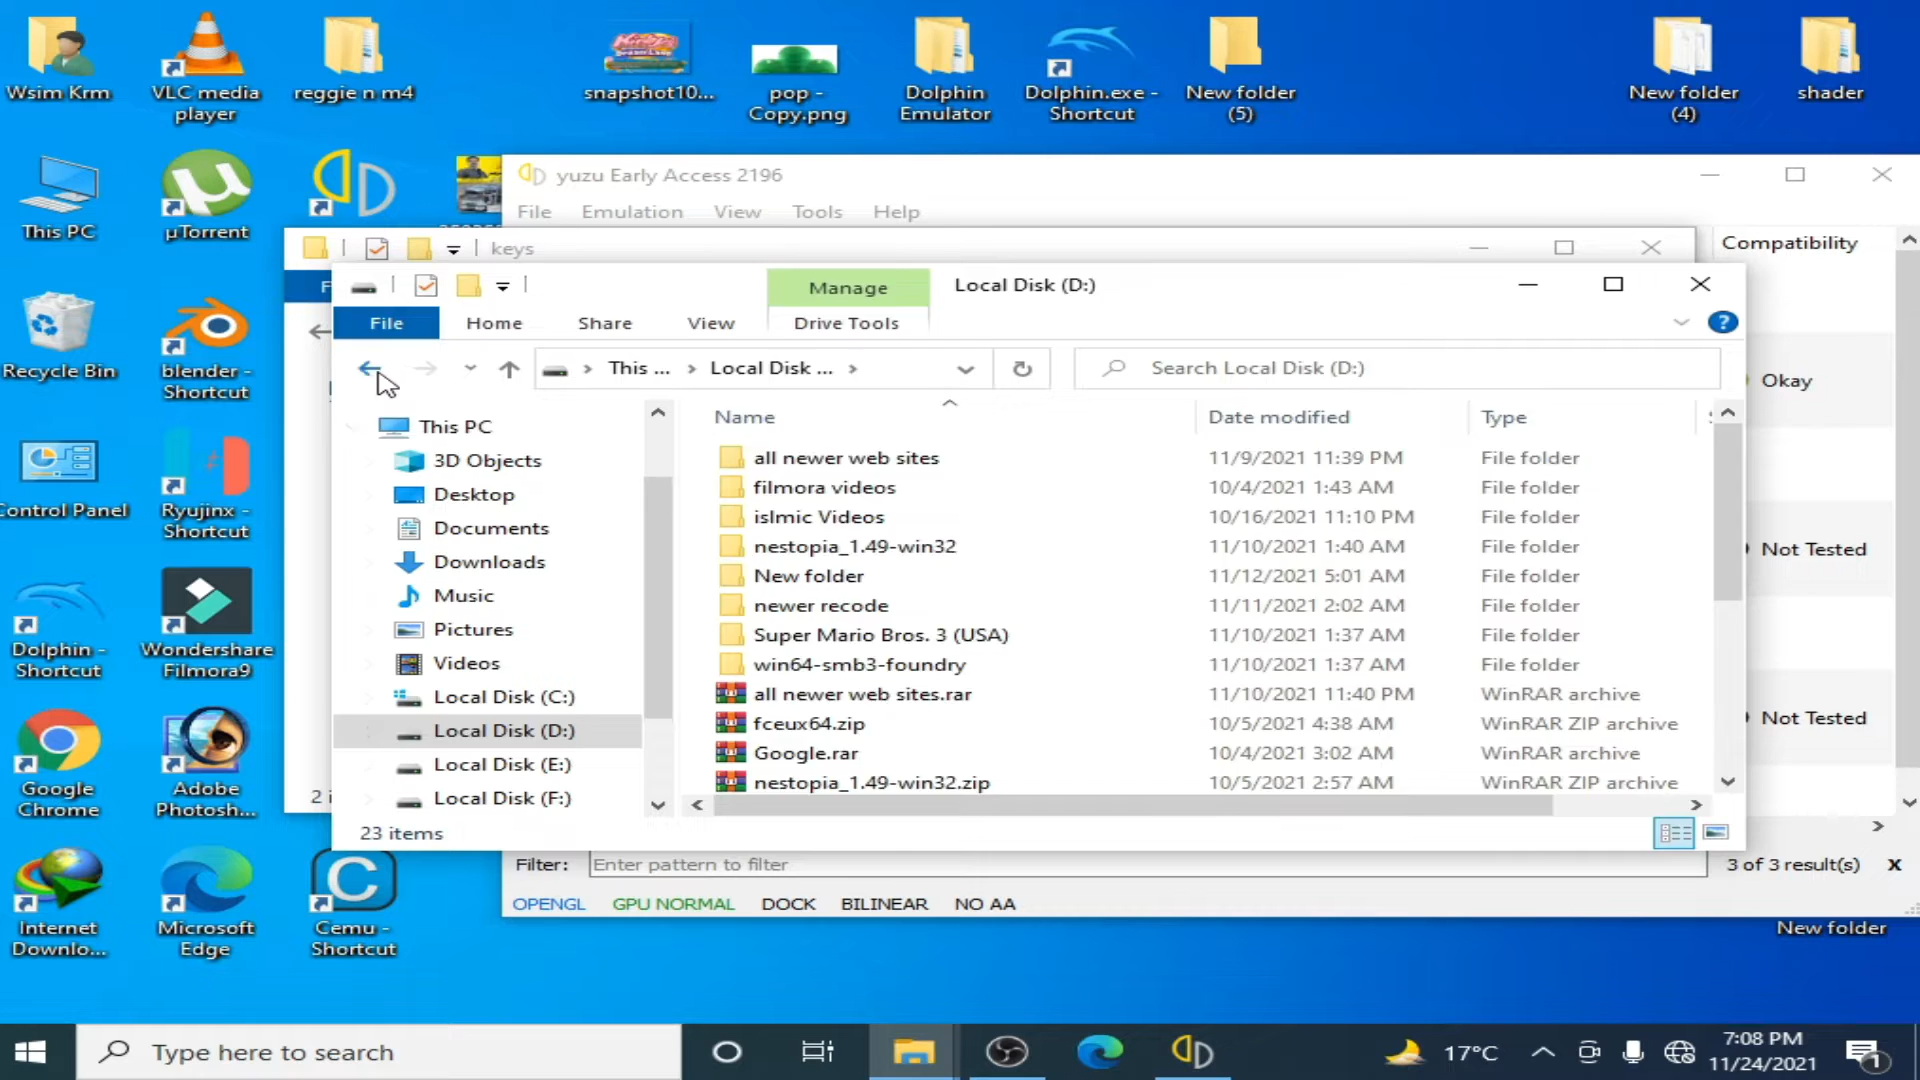 Wsim Krm
VLC media player
reggie n m4
snapshot10...
pop - Copy.png
Dolphin Emulator
Dolphin.exe - Shortcut
New folder (5)
New folder (4)
shader
This PC
µTorrent
yuzu Early Access 2196
File Emulation View Tools Help
keys
Compatibility
Manage
Local Disk (D:)
File Home Share View Drive Tools
This ... Local Disk ...
Search Local Disk (D:)
Okay
Not Tested
Not Tested
Recycle Bin
blender - Shortcut
Control Panel
Ryujinx - Shortcut
Dolphin - Shortcut
Wondershare Filmora9
Google Chrome
Adobe Photosh...
Internet Downlo...
Microsoft Edge
Cemu - Shortcut
This PC
3D Objects
Desktop
Documents
Downloads
Music
Pictures
Videos
Local Disk (C:)
Local Disk (D:)
Local Disk (E:)
Local Disk (F:)
Name Date modified Type
all newer web sites 11/9/2021 11:39 PM File folder
filmora videos 10/4/2021 1:43 AM File folder
islmic Videos 10/16/2021 11:10 PM File folder
nestopia_1.49-win32 11/10/2021 1:40 AM File folder
New folder 11/12/2021 5:01 AM File folder
newer recode 11/11/2021 2:02 AM File folder
Super Mario Bros. 3 (USA) 11/10/2021 1:37 AM File folder
win64-smb3-foundry 11/10/2021 1:37 AM File folder
all newer web sites.rar 11/10/2021 11:40 PM WinRAR archive
fceux64.zip 10/5/2021 4:38 AM WinRAR ZIP archive
Google.rar 10/4/2021 3:02 AM WinRAR archive
nestopia_1.49-win32.zip 10/5/2021 2:57 AM WinRAR ZIP archive
23 items
Filter: Enter pattern to filter
3 of 3 result(s) X
OPENGL GPU NORMAL DOCK BILINEAR NO AA
New folder
Type here to search
17°C
7:08 PM
11/24/2021
1